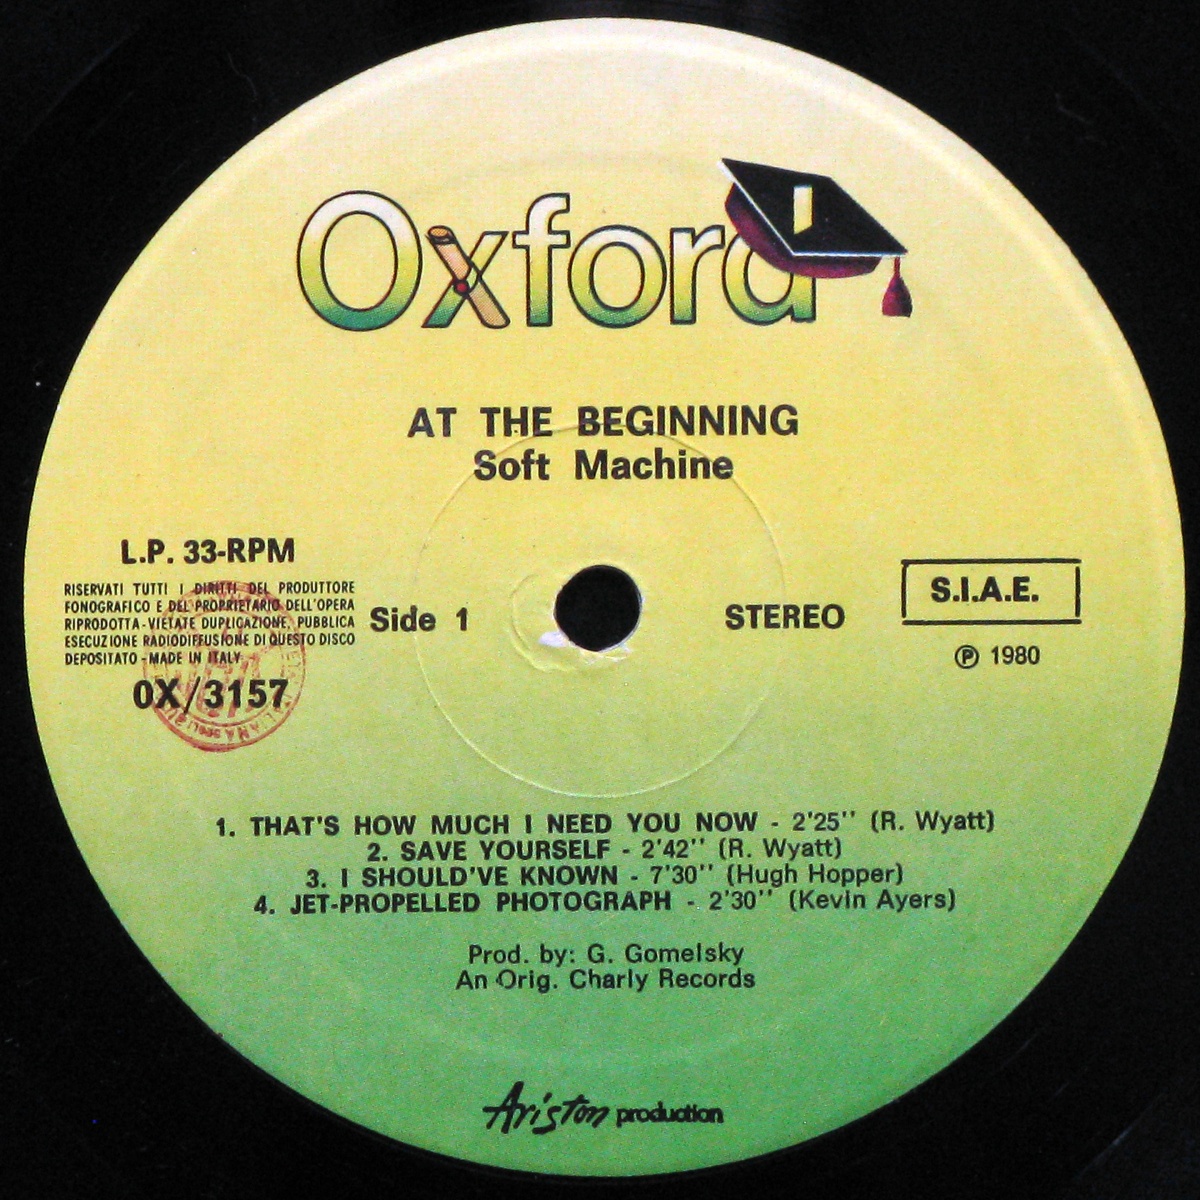 Oxford
AT THE BEGINNING
Soft Machine
L.P. 33-RPM
RISERVATI TUTTI I DIRITTI DEL PRODUTTORE
FONOGRAFICO E DEL PROPRIETARIO DELL'OPERA
RIPRODOTTA-VIETATE DUPLICAZIONE, PUBBLICA
ESECUZIONE RADIODIFFUSIONE DI QUESTO DISCO
DEPOSITATO - MADE IN ITALY
OX/3157
Side 1
STEREO
S.I.A.E.
Ⓟ 1980
1. THAT'S HOW MUCH I NEED YOU NOW - 2'25'' (R. Wyatt)
2. SAVE YOURSELF - 2'42'' (R. Wyatt)
3. I SHOULD'VE KNOWN - 7'30'' (Hugh Hopper)
4. JET-PROPELLED PHOTOGRAPH - 2'30'' (Kevin Ayers)
Prod. by: G. Gomelsky
An Orig. Charly Records
Ariston production